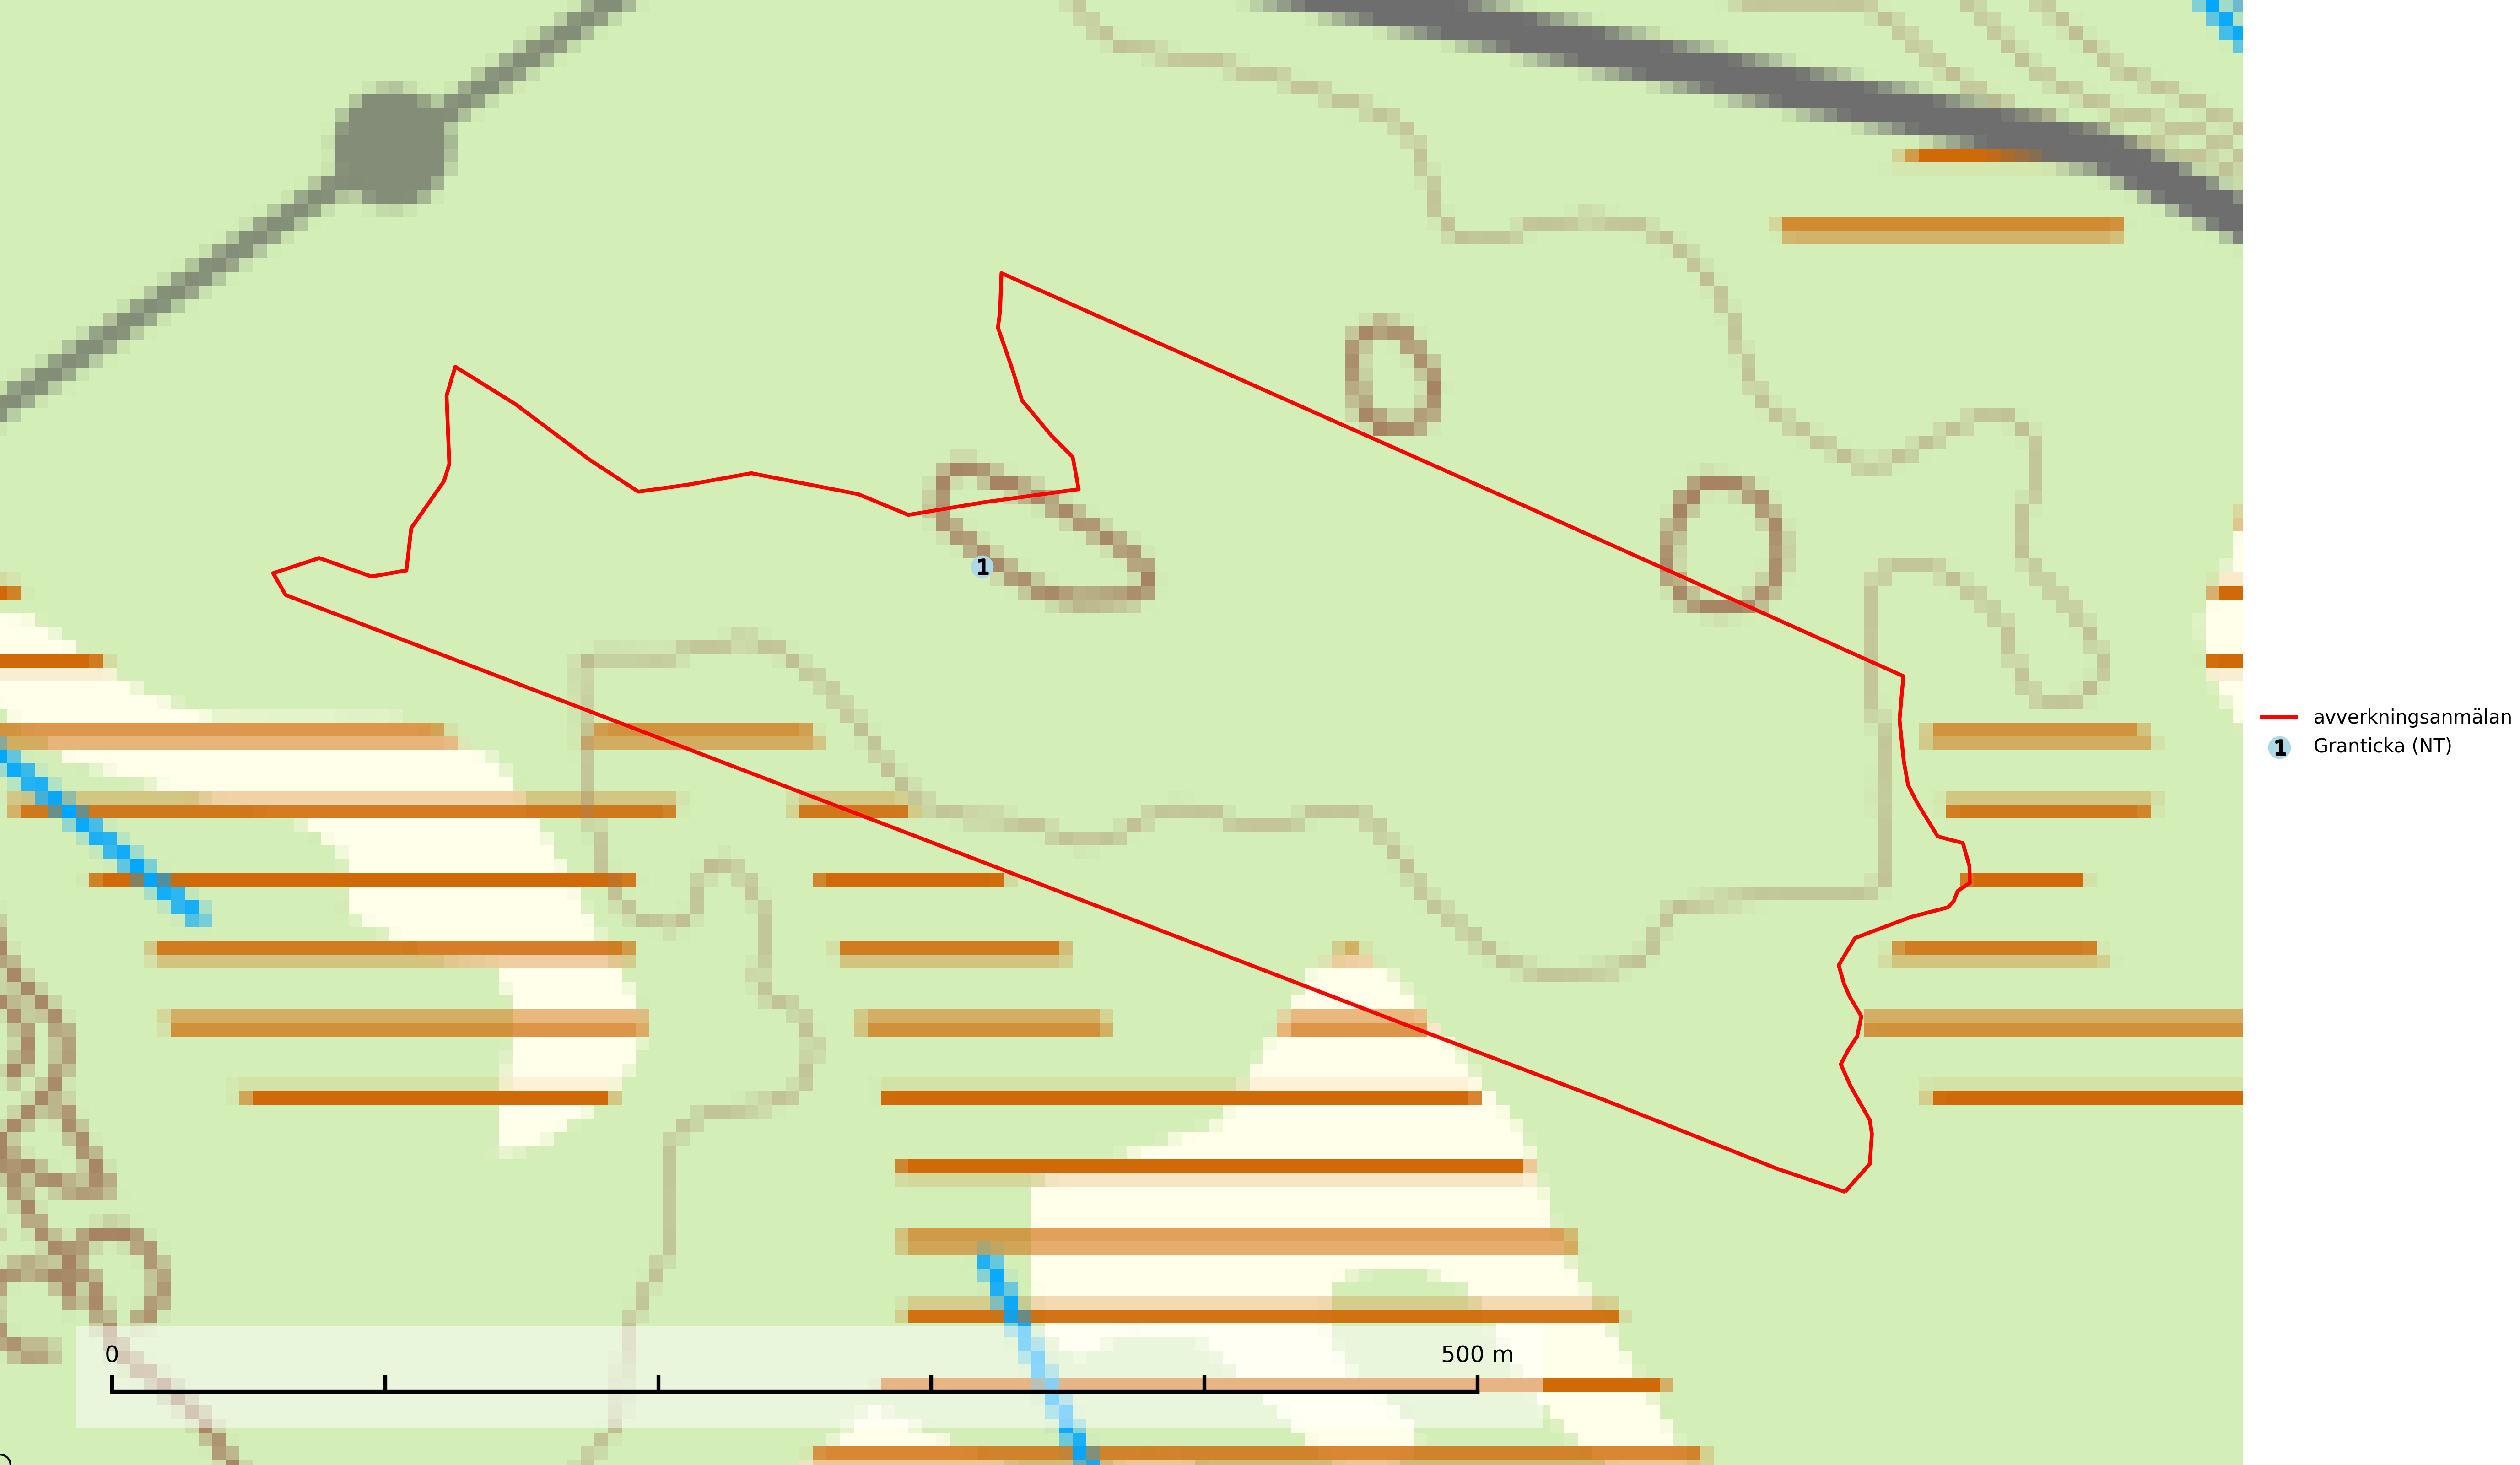 1
avverkningsanmälan
1 Granticka (NT)
0 500 m